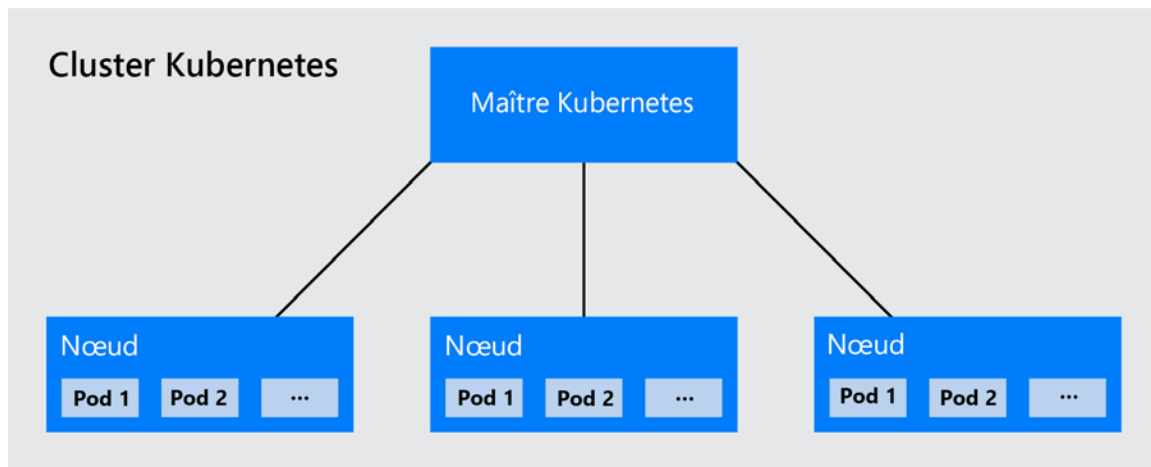 Cluster Kubernetes
Maître Kubernetes
Nœud
Pod 1 Pod 2 ...
Nœud
Pod 1 Pod 2 ...
Nœud
Pod 1 Pod 2 ...